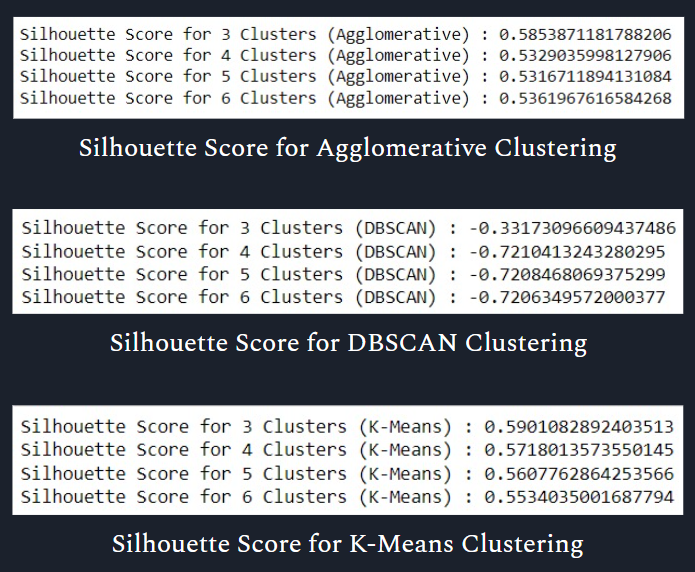 Silhouette Score for 3 Clusters (Agglomerative) : 0.5853871181788206
Silhouette Score for 4 Clusters (Agglomerative) : 0.5329035998127906
Silhouette Score for 5 Clusters (Agglomerative) : 0.5316711894131084
Silhouette Score for 6 Clusters (Agglomerative) : 0.5361967616584268
Silhouette Score for Agglomerative Clustering
Silhouette Score for 3 Clusters (DBSCAN) : -0.33173096609437486
Silhouette Score for 4 Clusters (DBSCAN) : -0.7210413243280295
Silhouette Score for 5 Clusters (DBSCAN) : -0.7208468069375299
Silhouette Score for 6 Clusters (DBSCAN) : -0.7206349572000377
Silhouette Score for DBSCAN Clustering
Silhouette Score for 3 Clusters (K-Means) : 0.5901082892403513
Silhouette Score for 4 Clusters (K-Means) : 0.5718013573550145
Silhouette Score for 5 Clusters (K-Means) : 0.5607762864253566
Silhouette Score for 6 Clusters (K-Means) : 0.5534035001687794
Silhouette Score for K-Means Clustering